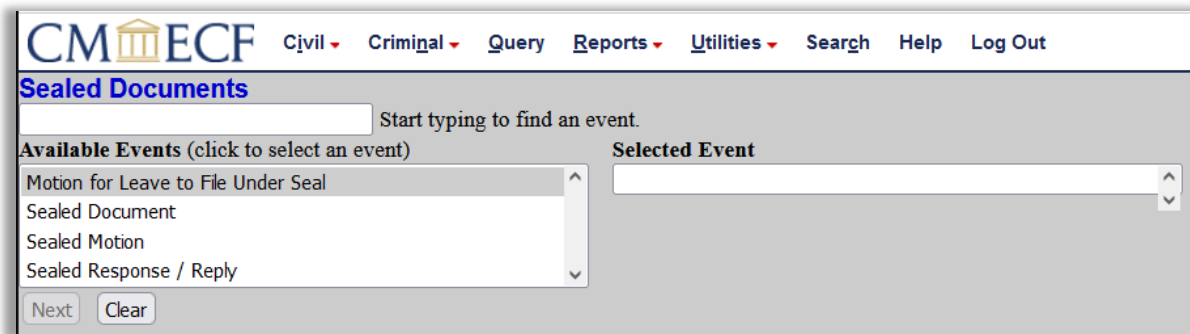 CM ECF Civil Criminal Query Reports Utilities Search Help Log Out
Sealed Documents
Start typing to find an event.
Available Events (click to select an event)
Selected Event
Motion for Leave to File Under Seal
Sealed Document
Sealed Motion
Sealed Response / Reply
Next Clear